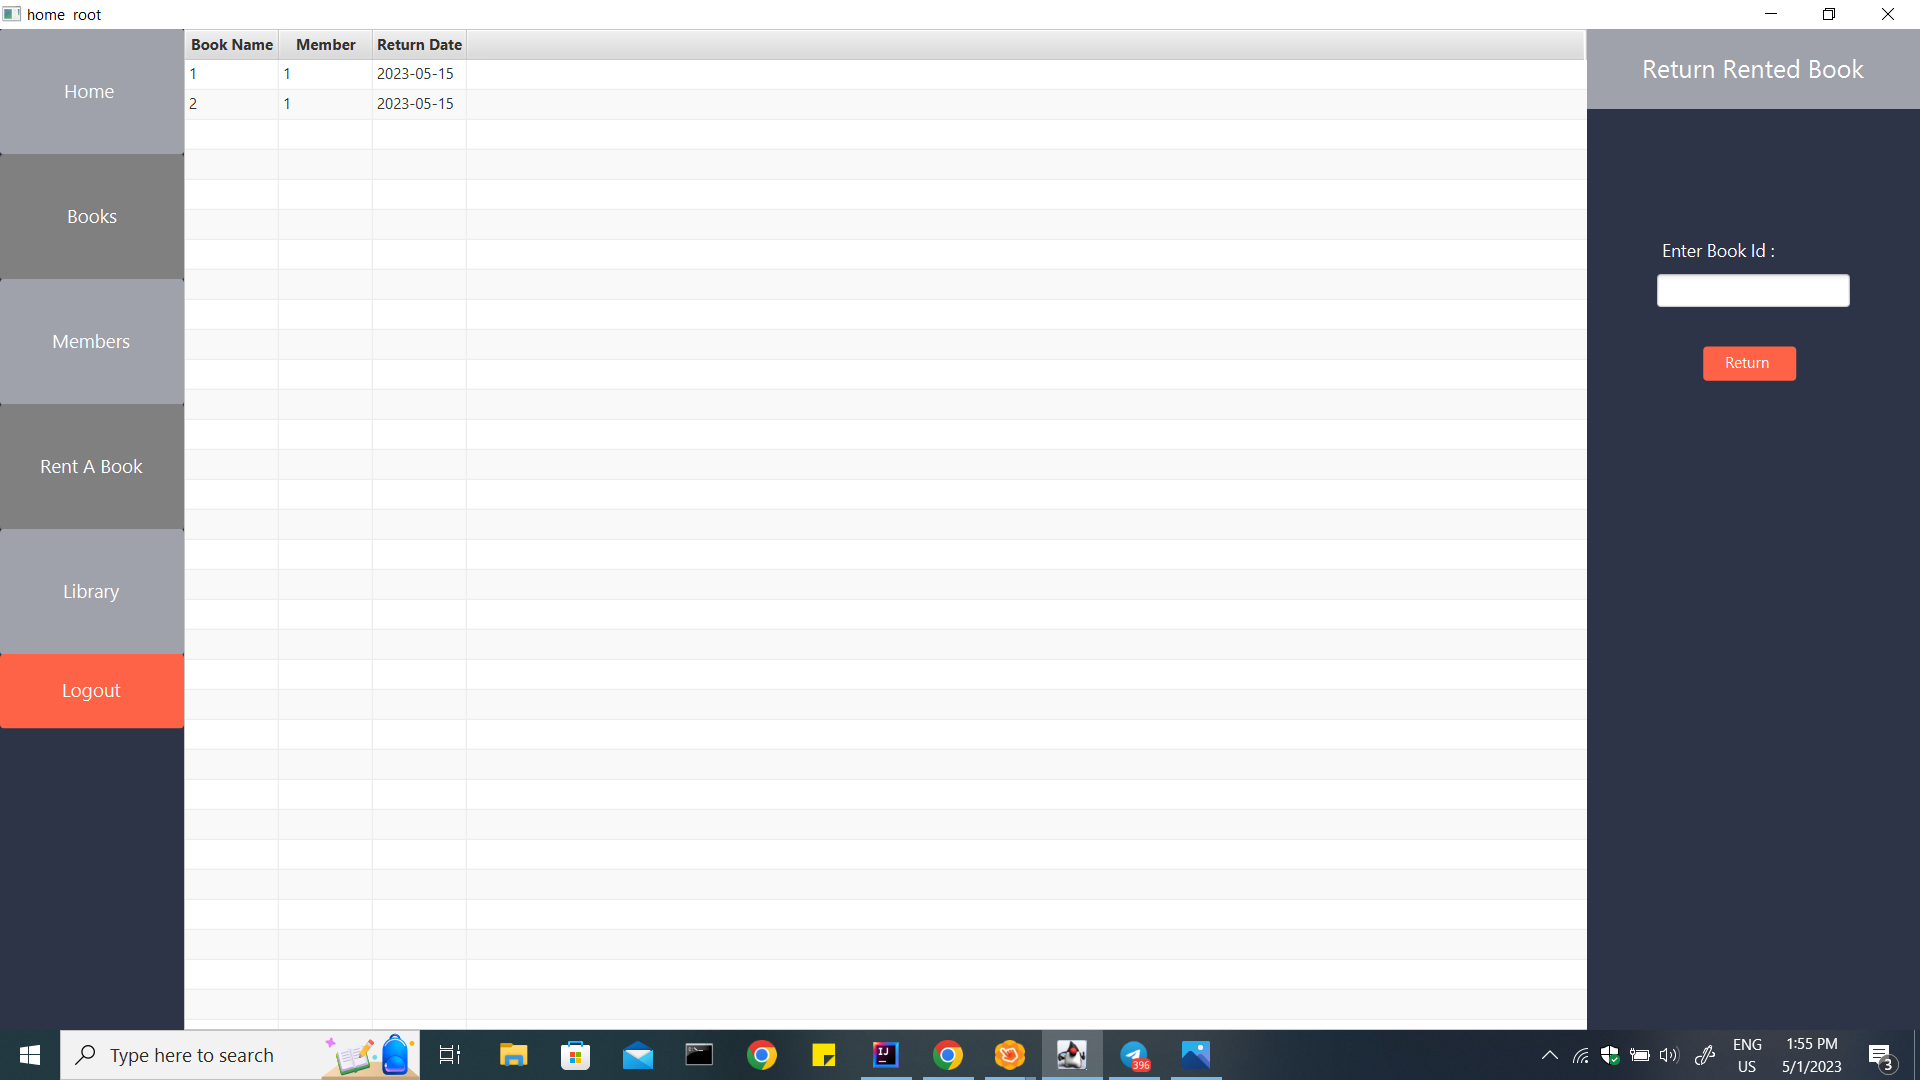 home root
Home
Books
Members
Rent A Book
Library
Logout
Book Name Member Return Date
1 1 2023-05-15
2 1 2023-05-15
Return Rented Book
Enter Book Id :
Return
Type here to search
IJ
396
ENG
US
1:55 PM
5/1/2023
3